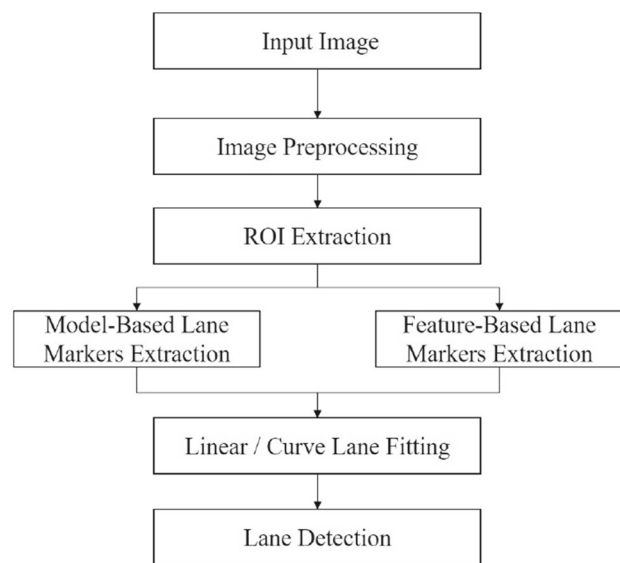 Input Image
Image Preprocessing
ROI Extraction
Model-Based Lane
Markers Extraction
Feature-Based Lane
Markers Extraction
Linear / Curve Lane Fitting
Lane Detection